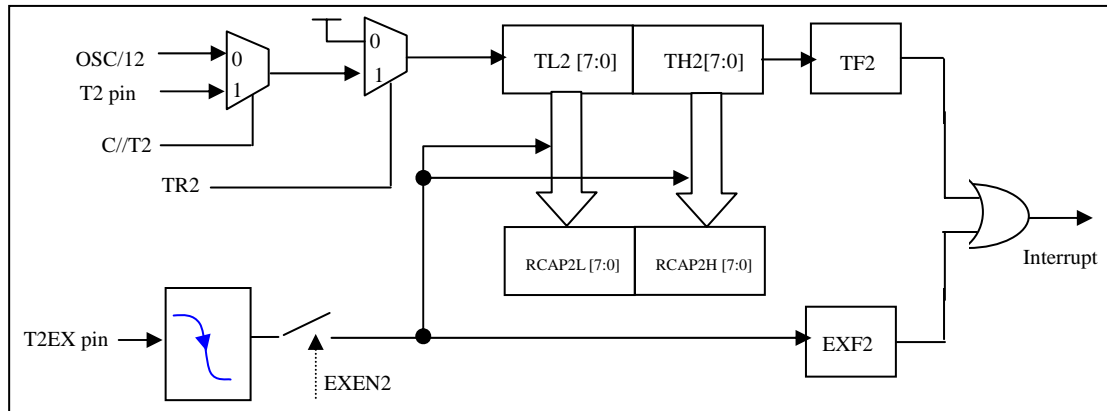 OSC/12
T2 pin
C//T2
TR2
0
1
0
1
TL2 [7:0]
TH2[7:0]
TF2
RCAP2L [7:0]
RCAP2H [7:0]
Interrupt
T2EX pin
EXEN2
EXF2